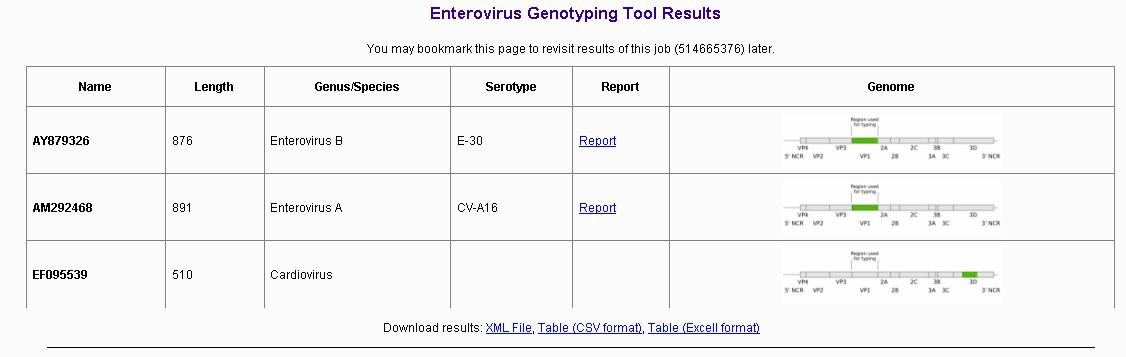 Enterovirus Genotyping Tool Results
You may bookmark this page to revisit results of this job (514665376) later.
Name Length Genus/Species Serotype Report Genome
Region used
for typing
AY879326 876 Enterovirus B E-30 Report
VP4 VP3 2A 2C 3B 3D
5' NCR VP2 VP1 2B 3A 3C 3' NCR
Region used
for typing
AM292468 891 Enterovirus A CV-A16 Report
VP4 VP3 2A 2C 3B 3D
5' NCR VP2 VP1 2B 3A 3C 3' NCR
Region used
for typing
EF095539 510 Cardiovirus
VP4 VP3 2A 2C 3B 3D
5' NCR VP2 VP1 2B 3A 3C 3' NCR
Download results: XML File, Table (CSV format), Table (Excell format)